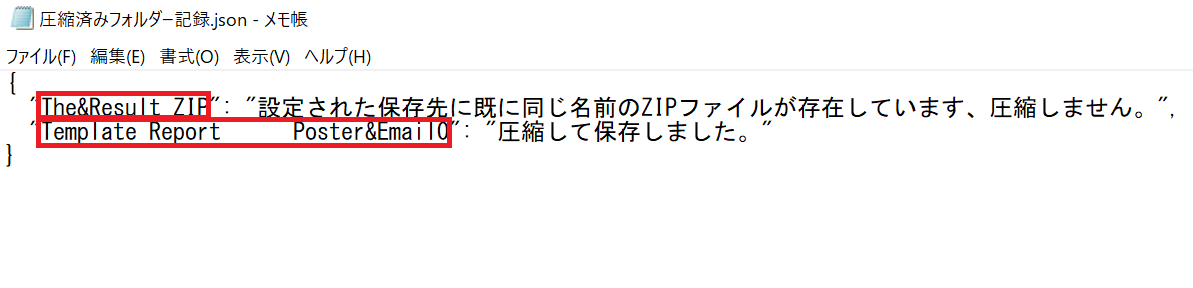 圧縮済みフォルダー記録.json - メモ帳
ファイル(F) 編集(E) 書式(O) 表示(V) ヘルプ(H)
{
"The&Result ZIP": "設定された保存先に既に同じ名前のZIPファイルが存在しています、圧縮しません。",
"Template Report      Poster&EmailO": "圧縮して保存しました。"
}